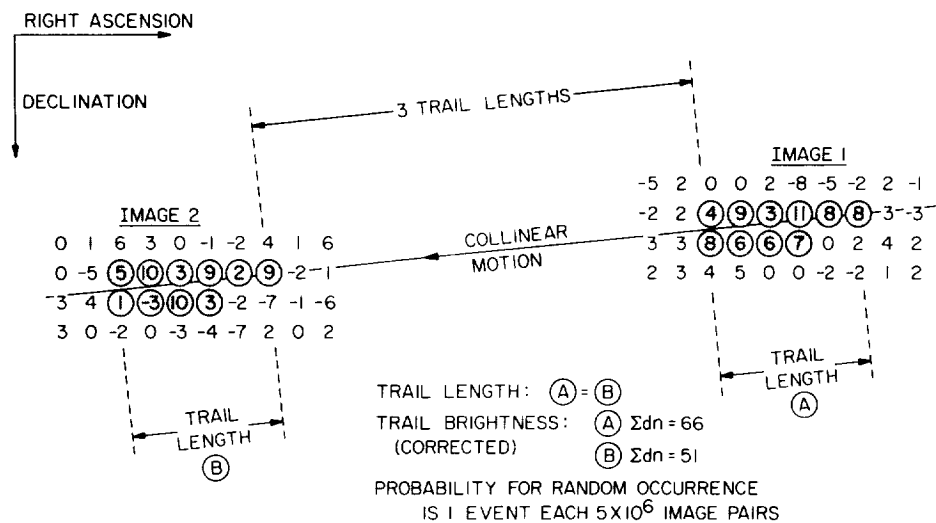 RIGHT ASCENSION
DECLINATION
3 TRAIL LENGTHS
IMAGE 1
-5 2 0 0 2 -8 -5 -2 2 -1
-2 2 4 9 3 11 8 8 -3 -3
3 3 8 6 6 7 0 2 4 2
2 3 4 5 0 0 -2 -2 1 2
IMAGE 2
0 1 6 3 0 -1 -2 4 1 6
0 -5 5 10 3 9 2 9 -2 1
3 4 1 -3 10 3 -2 -7 -1 -6
3 0 -2 0 -3 -4 -7 2 0 2
COLLINEAR
MOTION
TRAIL
LENGTH
A
TRAIL
LENGTH
B
TRAIL LENGTH: A = B
TRAIL BRIGHTNESS: A Σdn = 66
(CORRECTED)
B Σdn = 51
PROBABILITY FOR RANDOM OCCURRENCE
IS 1 EVENT EACH 5X10⁶ IMAGE PAIRS